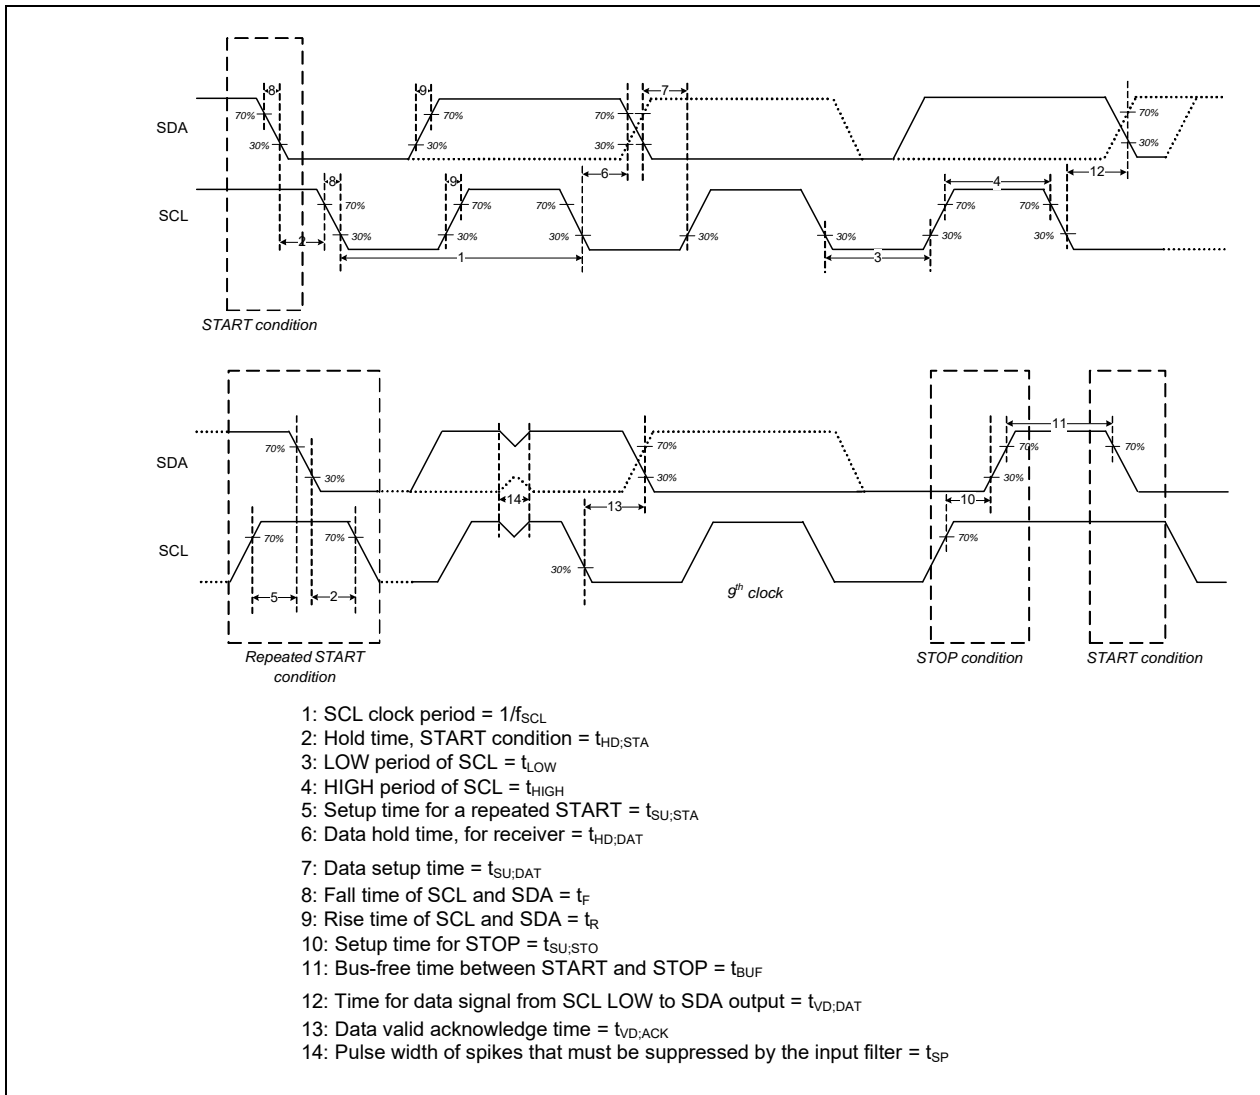 8
9
7
SDA
70%
30%
70%
30%
70%
30%
70%
30%
6
12
8
9
4
SCL
70%
30%
70%
30%
70%
30%
30%
30%
70%
30%
70%
30%
2
1
3
START condition
11
SDA
70%
30%
70%
30%
70%
30%
70%
14
13
10
SCL
70%
70%
30%
70%
5
2
9th clock
Repeated START
condition
STOP condition
START condition
1: SCL clock period = 1/fSCL
2: Hold time, START condition = tHD;STA
3: LOW period of SCL = tLOW
4: HIGH period of SCL = tHIGH
5: Setup time for a repeated START = tSU;STA
6: Data hold time, for receiver = tHD;DAT
7: Data setup time = tSU;DAT
8: Fall time of SCL and SDA = tF
9: Rise time of SCL and SDA = tR
10: Setup time for STOP = tSU;STO
11: Bus-free time between START and STOP = tBUF
12: Time for data signal from SCL LOW to SDA output = tVD;DAT
13: Data valid acknowledge time = tVD;ACK
14: Pulse width of spikes that must be suppressed by the input filter = tSP